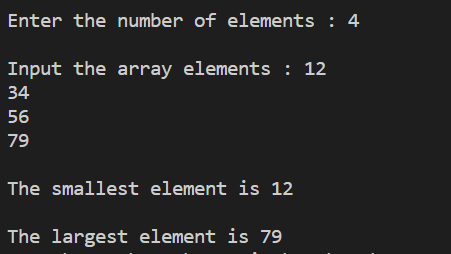 Enter the number of elements : 4
Input the array elements : 12
34
56
79
The smallest element is 12
The largest element is 79